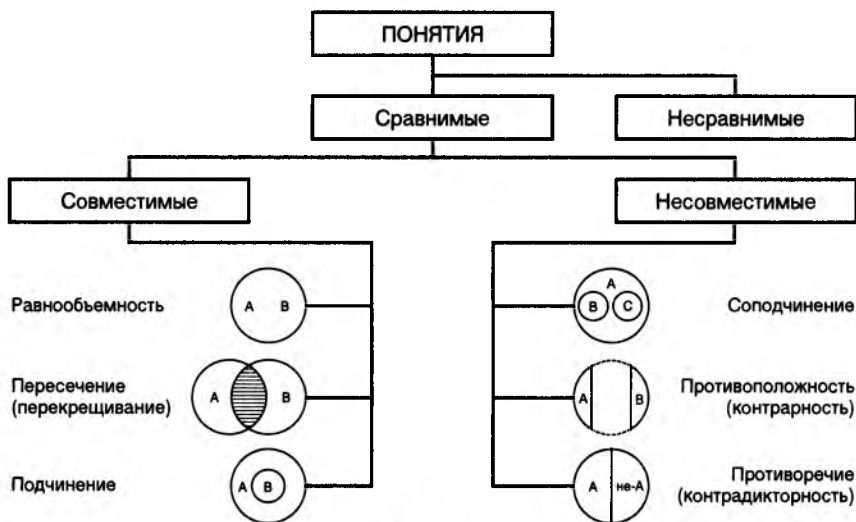 ПОНЯТИЯ
Сравнимые
Несравнимые
Совместимые
Несовместимые
Равнообъемность
A B
Пересечение
(перекрещивание)
A B
Подчинение
A B
A
B C
Соподчинение
A B
Противоположность
(контрарность)
A не-A
Противоречие
(контрадикторность)